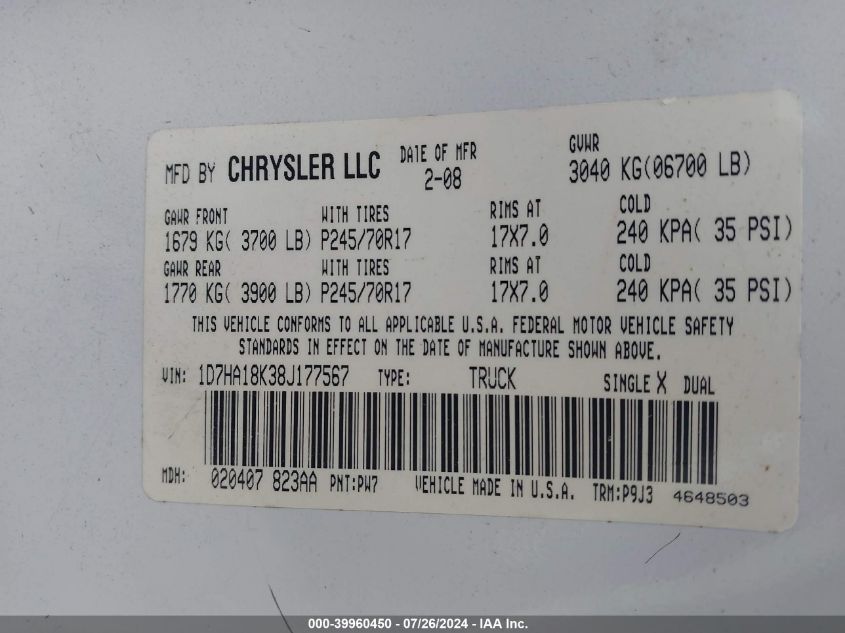 MFD BY CHRYSLER LLC DATE OF MFR 2-08 GVWR 3040 KG(06700 LB)
GAWR FRONT WITH TIRES RIMS AT COLD
1679 KG( 3700 LB) P245/70R17 17X7.0 240 KPA( 35 PSI)
GAWR REAR WITH TIRES RIMS AT COLD
1770 KG( 3900 LB) P245/70R17 17X7.0 240 KPA( 35 PSI)
THIS VEHICLE CONFORMS TO ALL APPLICABLE U.S.A. FEDERAL MOTOR VEHICLE SAFETY
STANDARDS IN EFFECT ON THE DATE OF MANUFACTURE SHOWN ABOVE.
VIN: 1D7HA18K38J177567 TYPE: TRUCK SINGLE X DUAL
MDH: 020407 823AA PNT:PW7 VEHICLE MADE IN U.S.A. TRM:P9J3 4648503
000-39960450 - 07/26/2024 - IAA Inc.